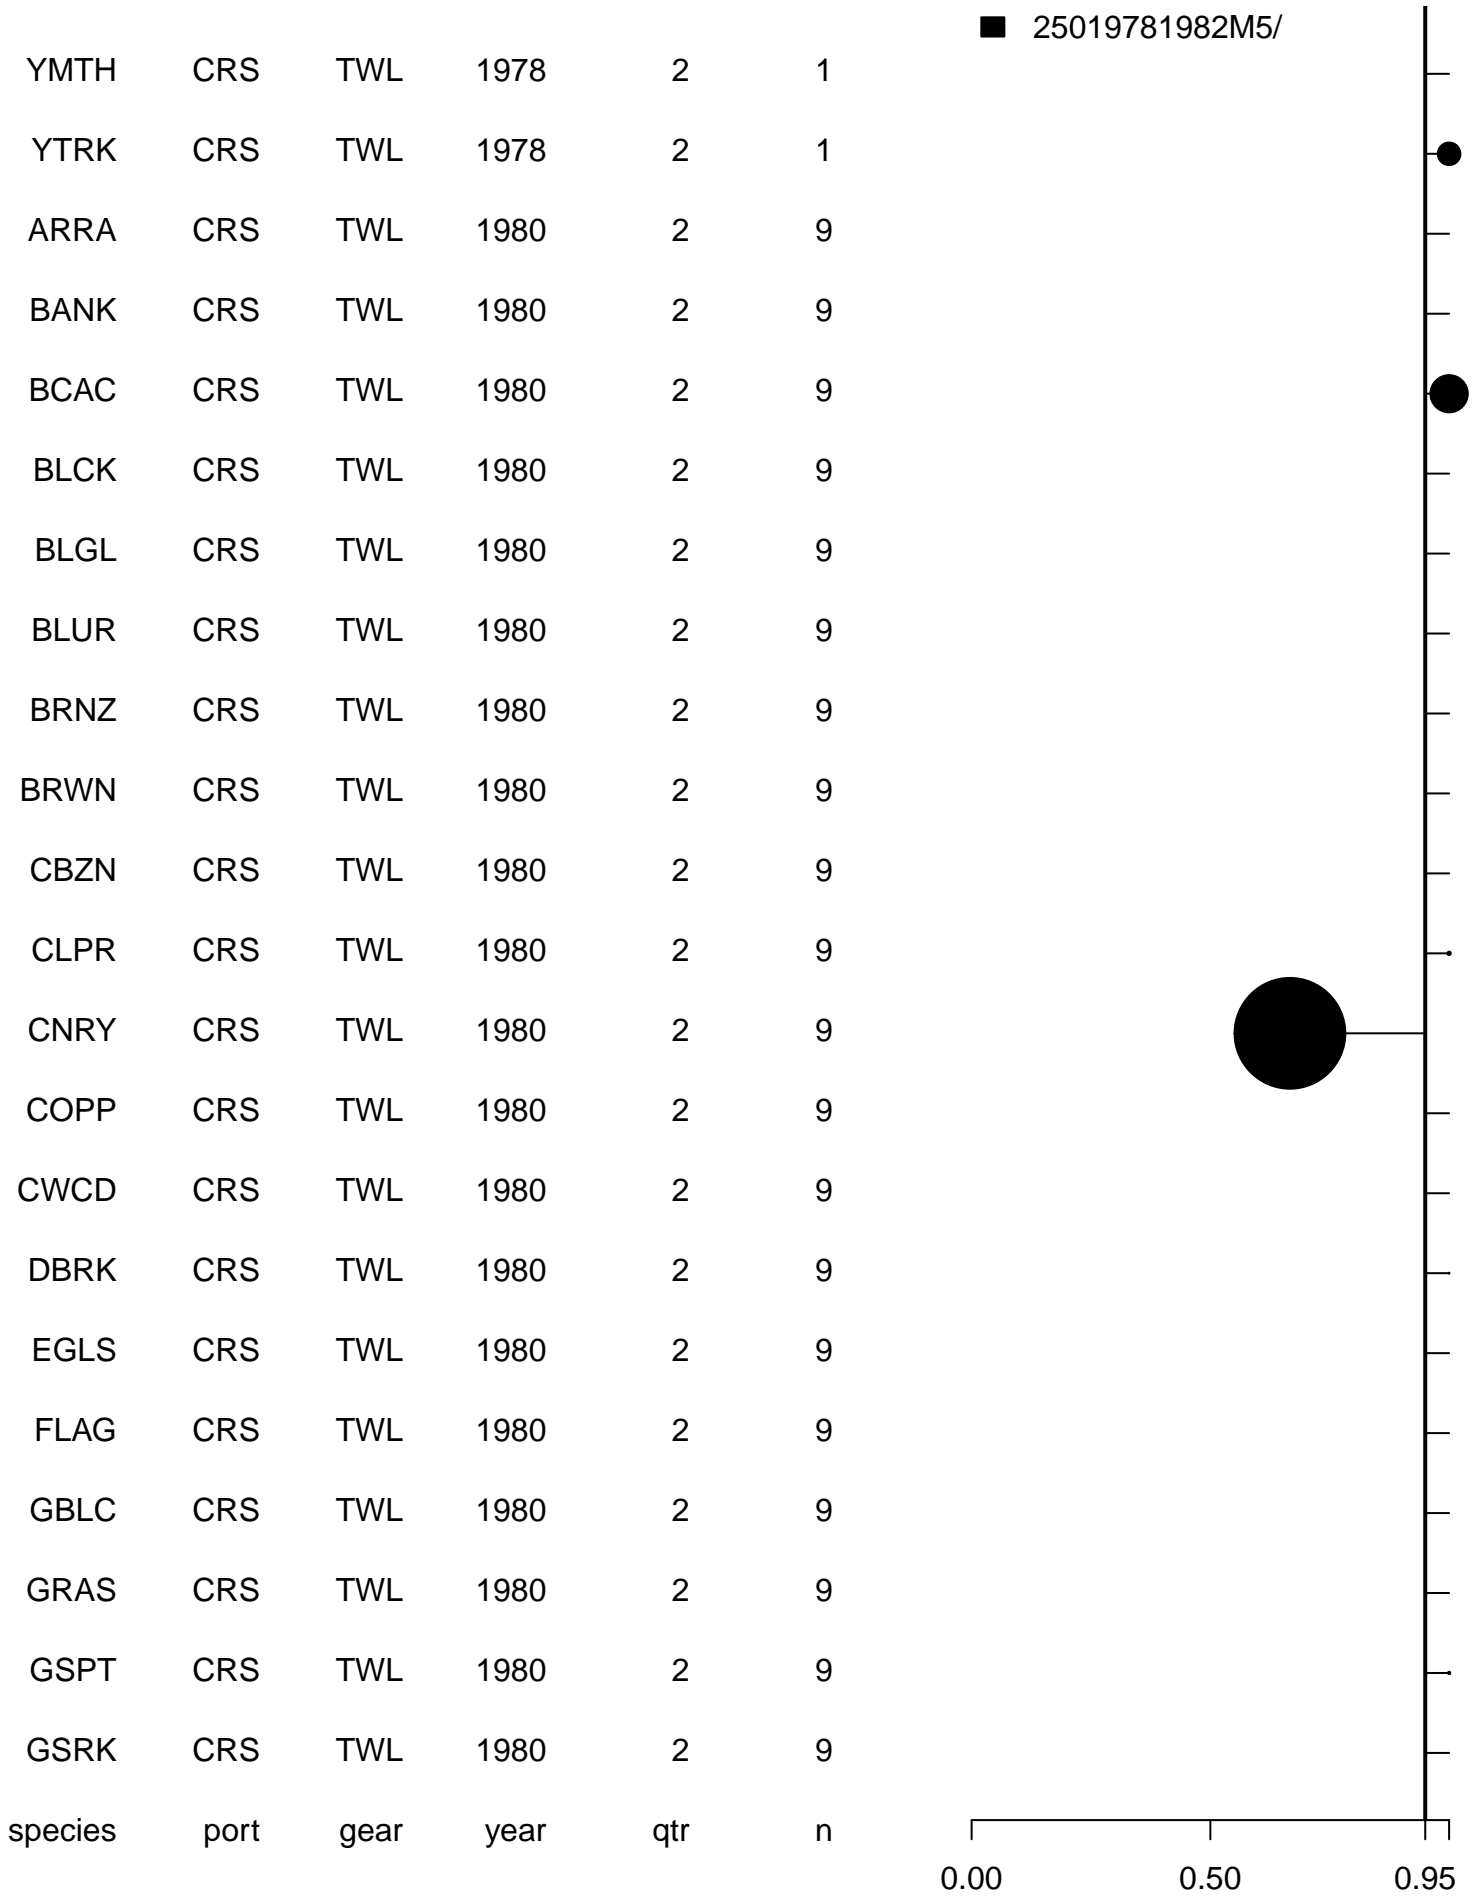 25019781982M5/
YMTH CRS TWL 1978 2 1
YTRK CRS TWL 1978 2 1
ARRA CRS TWL 1980 2 9
BANK CRS TWL 1980 2 9
BCAC CRS TWL 1980 2 9
BLCK CRS TWL 1980 2 9
BLGL CRS TWL 1980 2 9
BLUR CRS TWL 1980 2 9
BRNZ CRS TWL 1980 2 9
BRWN CRS TWL 1980 2 9
CBZN CRS TWL 1980 2 9
CLPR CRS TWL 1980 2 9
CNRY CRS TWL 1980 2 9
COPP CRS TWL 1980 2 9
CWCD CRS TWL 1980 2 9
DBRK CRS TWL 1980 2 9
EGLS CRS TWL 1980 2 9
FLAG CRS TWL 1980 2 9
GBLC CRS TWL 1980 2 9
GRAS CRS TWL 1980 2 9
GSPT CRS TWL 1980 2 9
GSRK CRS TWL 1980 2 9
species port gear year qtr n
0.00 0.50 0.95